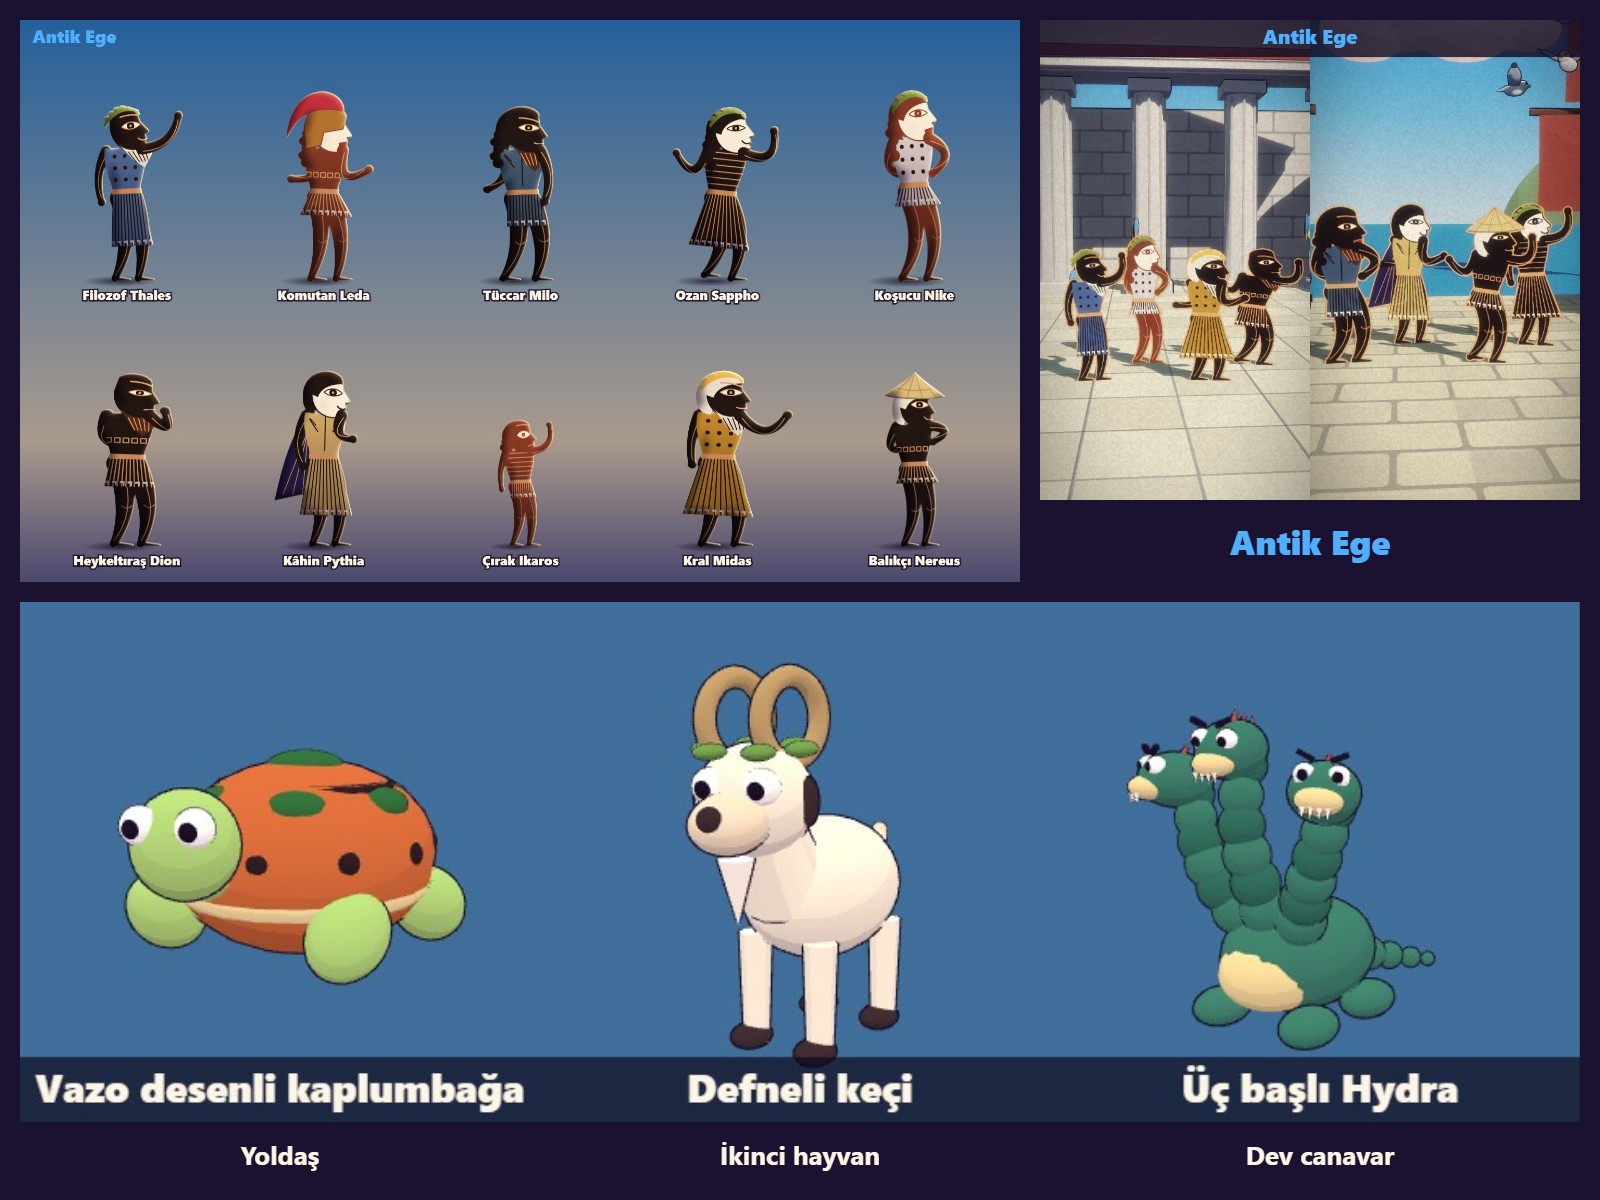 Antik Ege
Filozof Thales
Komutan Leda
Tüccar Milo
Ozan Sappho
Koşucu Nike
Heykeltıraş Dion
Kâhin Pythia
Çırak Ikaros
Kral Midas
Balıkçı Nereus
Antik Ege
Antik Ege
Vazo desenli kaplumbağa
Defneli keçi
Üç başlı Hydra
Yoldaş
İkinci hayvan
Dev canavar